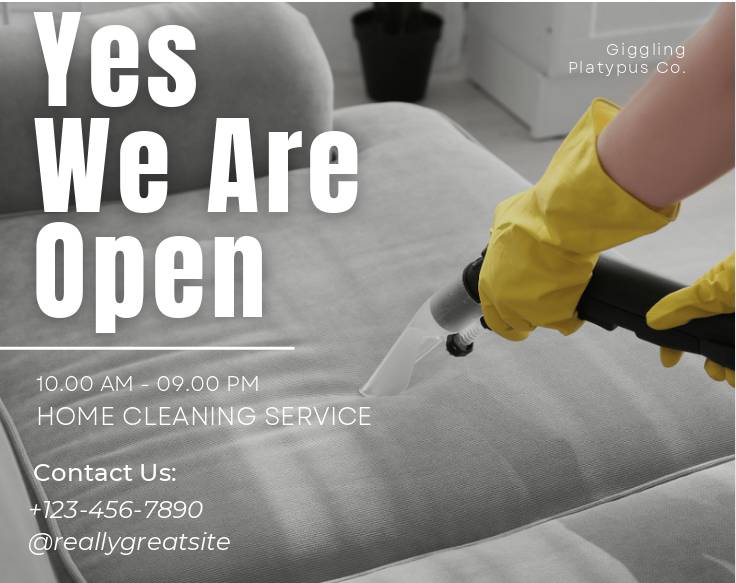 Yes
We Are
Open
Giggling
Platypus Co.
10.00 AM - 09.00 PM
HOME CLEANING SERVICE
Contact Us:
+123-456-7890
@reallygreatsite